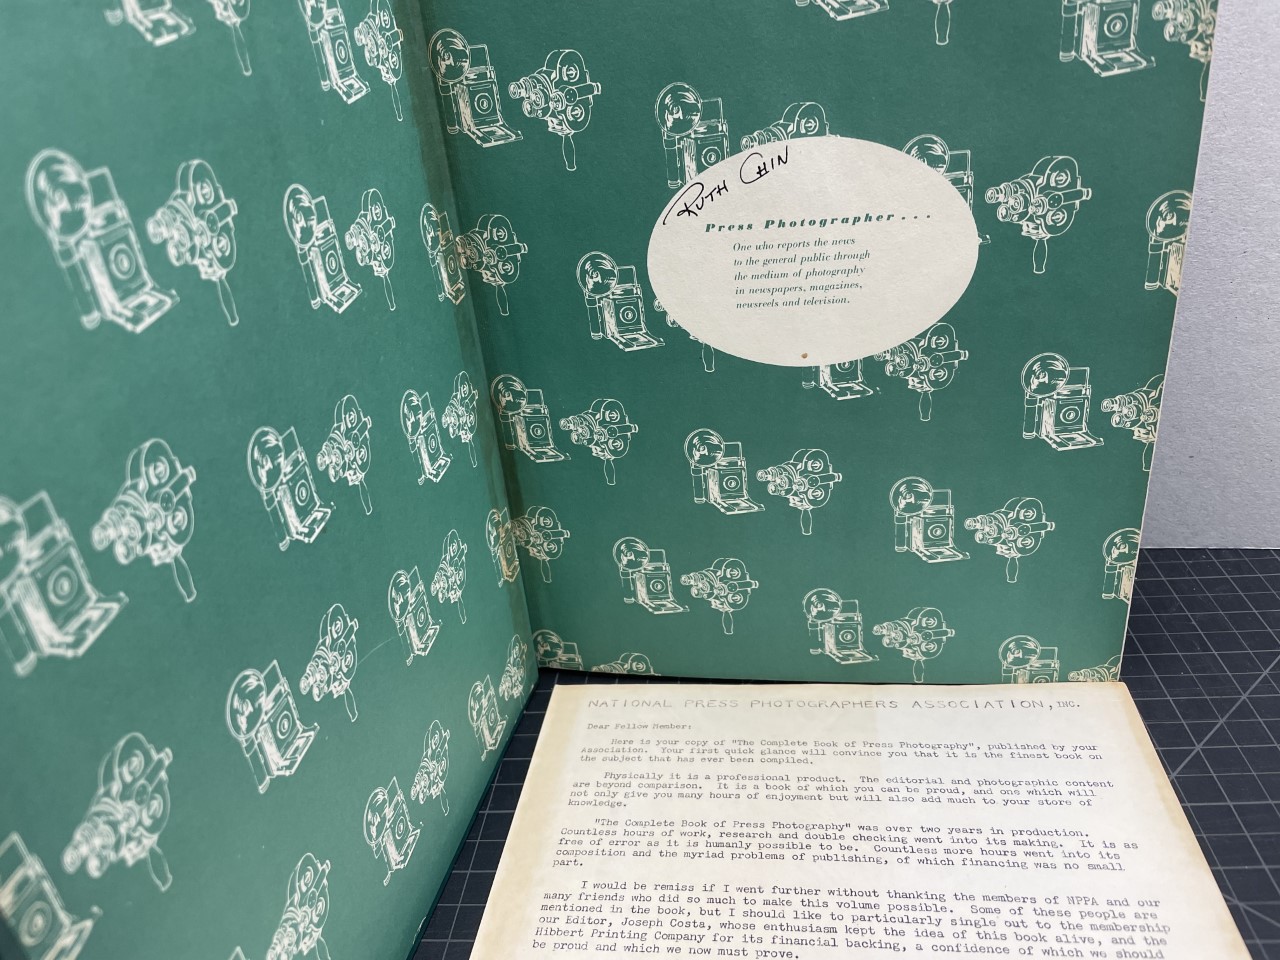 RUTH CHIN
Press Photographer...
One who reports the news
to the general public through
the medium of photography
in newspapers, magazines,
newsreels and television.
NATIONAL PRESS PHOTOGRAPHERS ASSOCIATION, INC.
Dear Fellow Member:
Here is your copy of "The Complete Book of Press Photography", published by your
Association. Your first quick glance will convince you that it is the finest book on
the subject that has ever been compiled.
Physically it is a professional product. The editorial and photographic content
are beyond comparison. It is a book of which you can be proud, and one which will
not only give you many hours of enjoyment but will also add much to your store of
knowledge.
"The Complete Book of Press Photography" was over two years in production.
Countless hours of work, research and double checking went into its making. It is as
free of error as it is humanly possible to be. Countless more hours went into its
composition and the myriad problems of publishing, of which financing was no small
part.
I would be remiss if I went further without thanking the members of NPPA and our
many friends who did so much to make this volume possible. Some of these people are
mentioned in the book, but I should like to particularly single out to the membership
our Editor, Joseph Costa, whose enthusiasm kept the idea of this book alive, and the
Hibbert Printing Company for its financial backing, a confidence of which we should
be proud and which we now must prove.